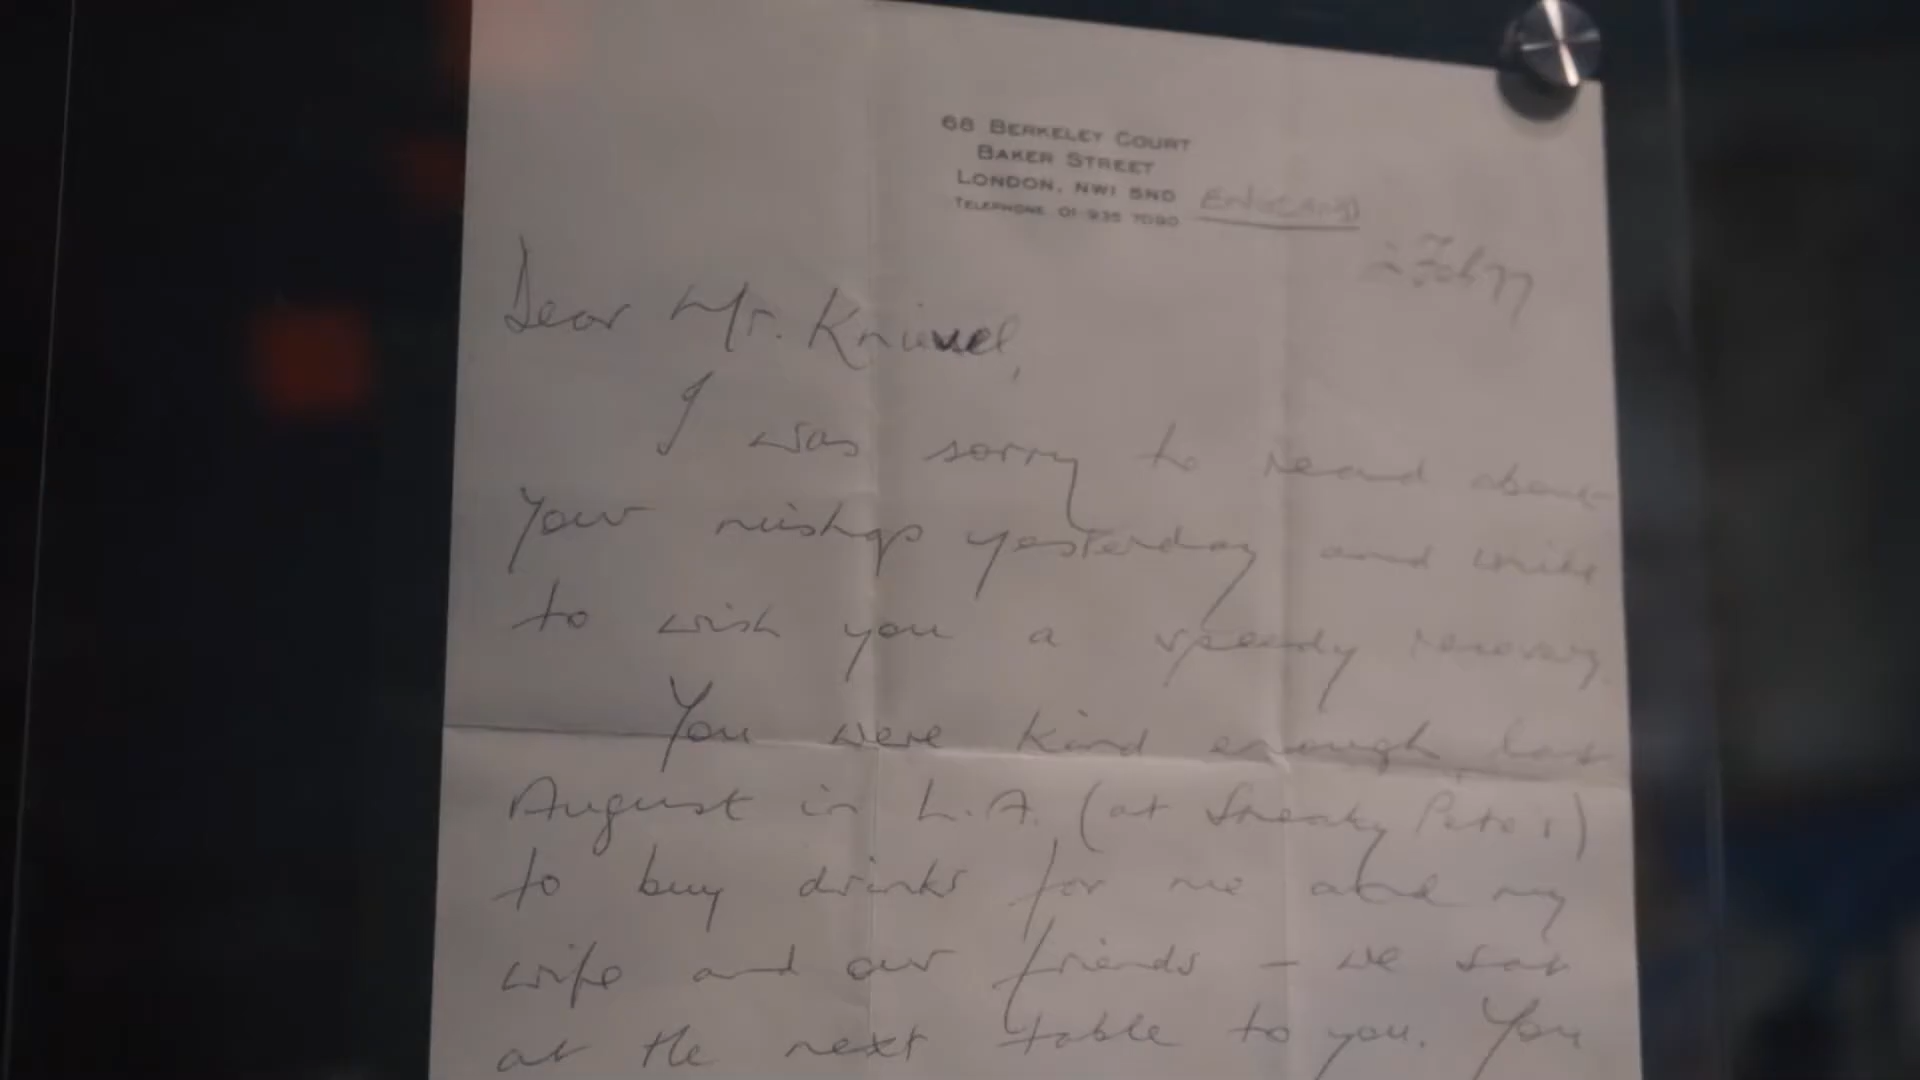 68 BERKELEY COURT
BAKER STREET
LONDON, NW1 5ND
TELEPHONE 01 935 7090
Feb 77
Dear Mr. Knievel,
I was sorry to read about
your mishap yesterday and write
to wish you a speedy recovery.
You were kind enough last
August in L.A. (at Sneaky Pete's)
to buy drinks for me and my
wife and our friends - we sat
at the next table to you. You